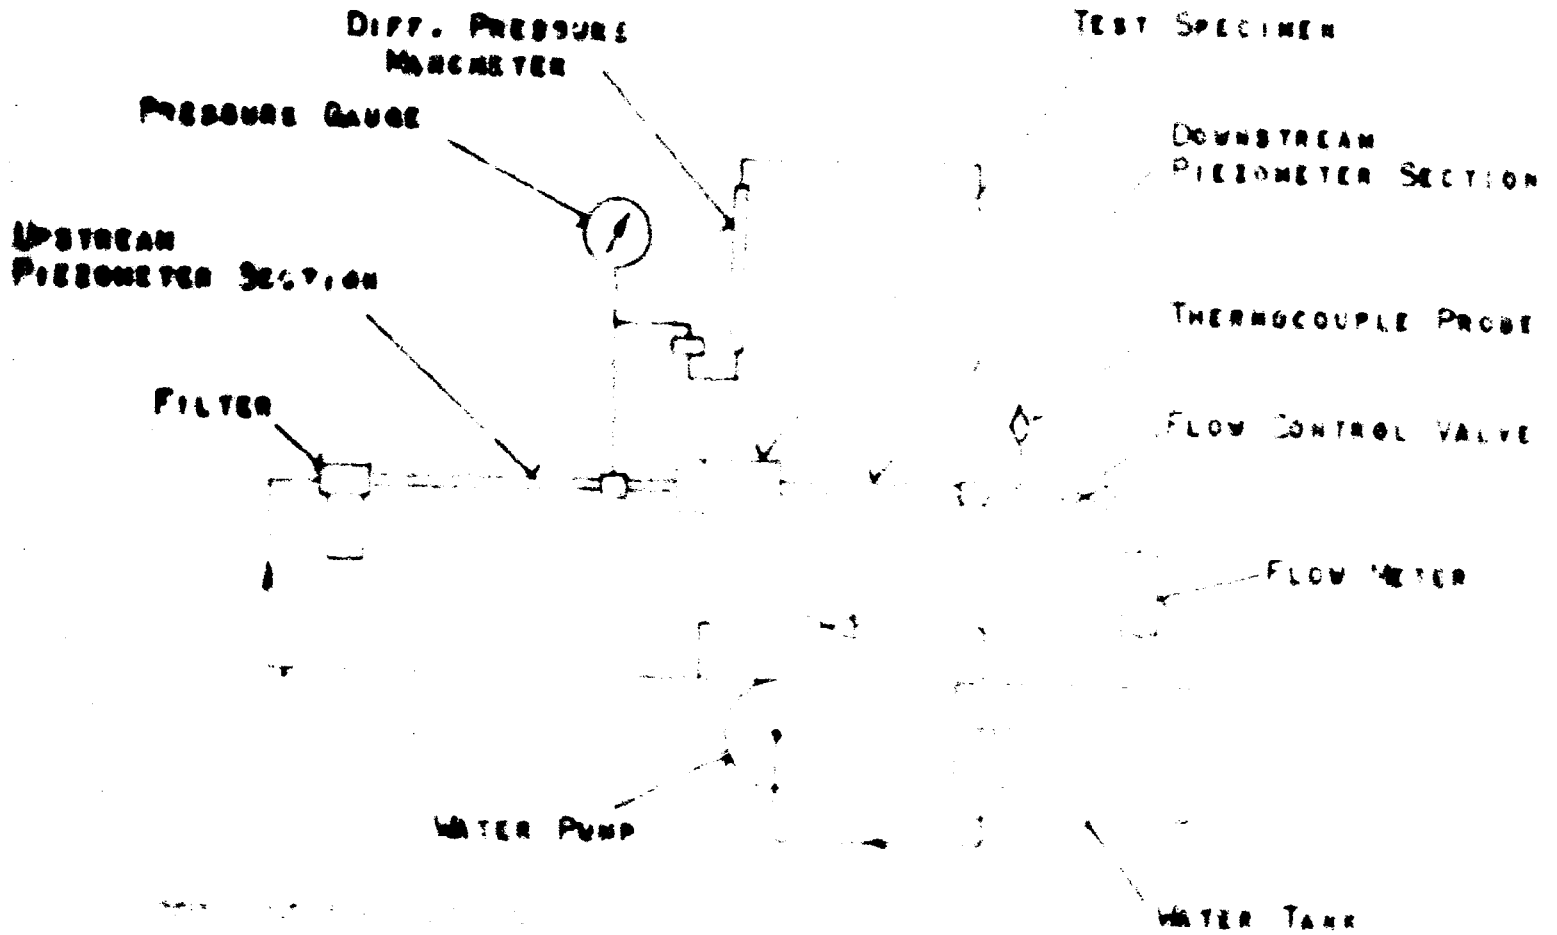 DIFF. PRESSURE
MANOMETER
TEST SPECIMEN
PRESSURE GAUGE
DOWNSTREAM
PIEZOMETER SECTION
UPSTREAM
PIEZOMETER SECTION
THERMOCOUPLE PROBE
FILTER
FLOW CONTROL VALVE
FLOW METER
WATER PUMP
WATER TANK